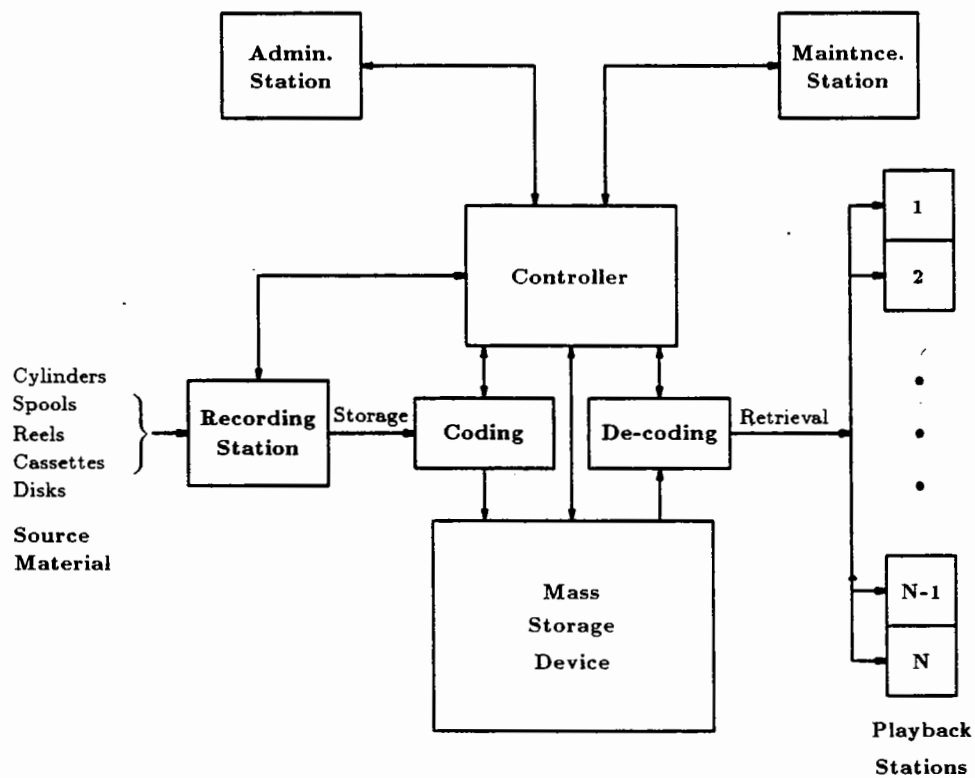 Admin.
Station
Maintnce.
Station
1
2
Controller
Cylinders
Spools
Reels
Cassettes
Disks
Source
Material
Recording
Station
Storage
Coding
De-coding
Retrieval
Mass
Storage
Device
N-1
N
Playback
Stations